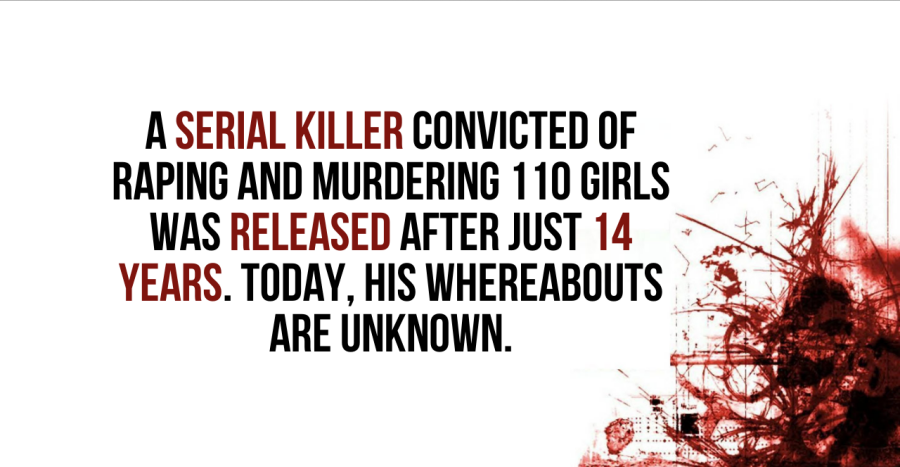 A SERIAL KILLER CONVICTED OF
RAPING AND MURDERING 110 GIRLS
WAS RELEASED AFTER JUST 14
YEARS. TODAY, HIS WHEREABOUTS
ARE UNKNOWN.